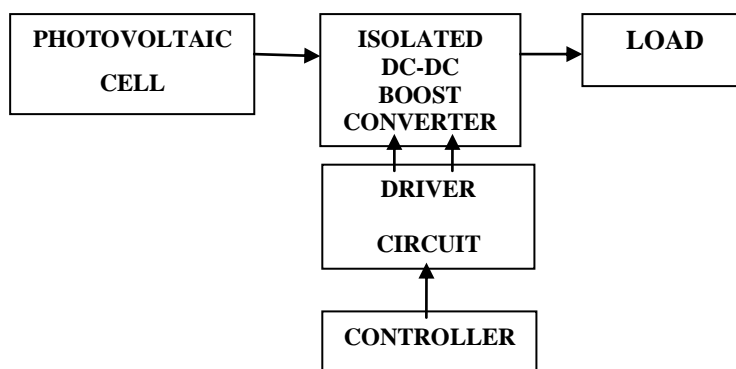 PHOTOVOLTAIC
CELL
ISOLATED
DC-DC
BOOST
CONVERTER
LOAD
DRIVER
CIRCUIT
CONTROLLER